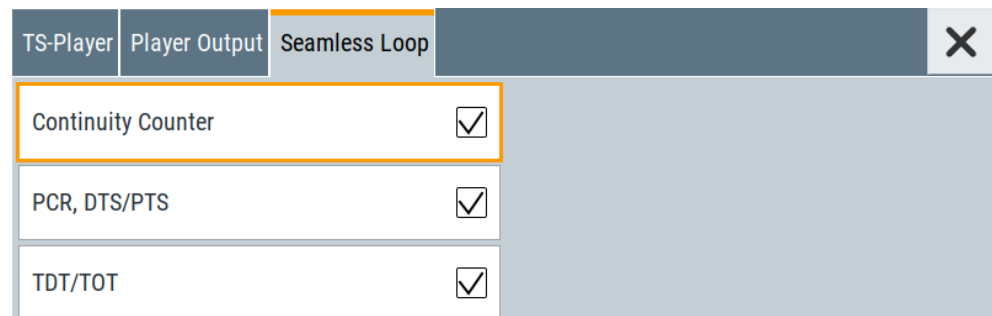 TS-Player Player Output Seamless Loop
Continuity Counter
PCR, DTS/PTS
TDT/TOT